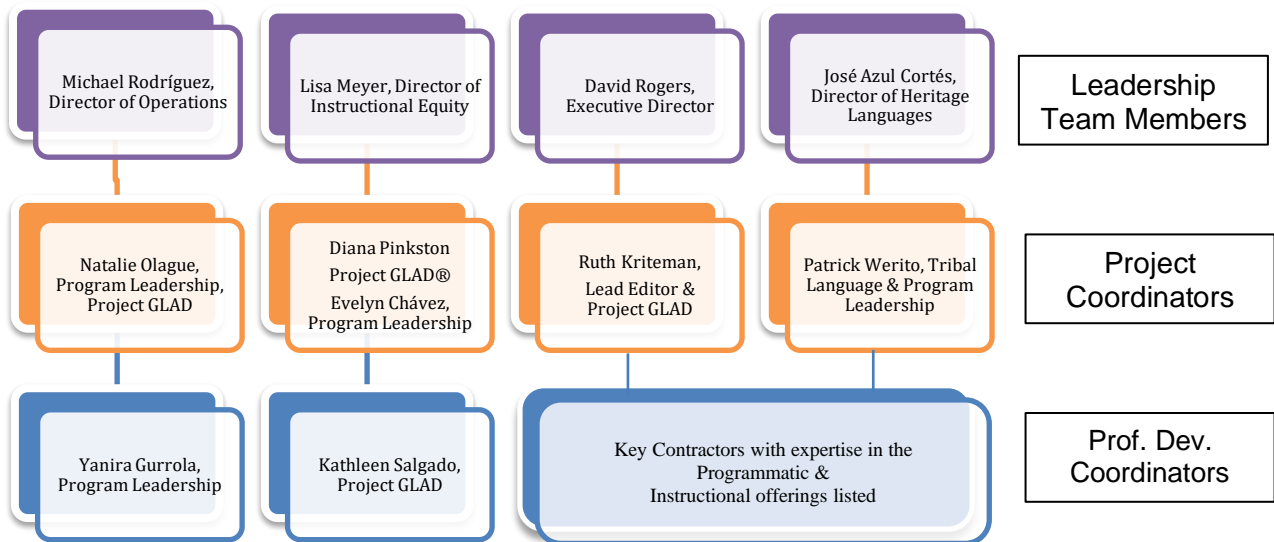 Michael Rodríguez,
Director of Operations
Lisa Meyer, Director of
Instructional Equity
David Rogers,
Executive Director
José Azul Cortés,
Director of Heritage
Languages
Leadership
Team Members
Natalie Olague,
Program Leadership,
Project GLAD
Diana Pinkston
Project GLAD®
Evelyn Chávez,
Program Leadership
Ruth Kriteman,
Lead Editor &
Project GLAD
Patrick Werito, Tribal
Language & Program
Leadership
Project
Coordinators
Yanira Gurrola,
Program Leadership
Kathleen Salgado,
Project GLAD
Key Contractors with expertise in the
Programmatic &
Instructional offerings listed
Prof. Dev.
Coordinators